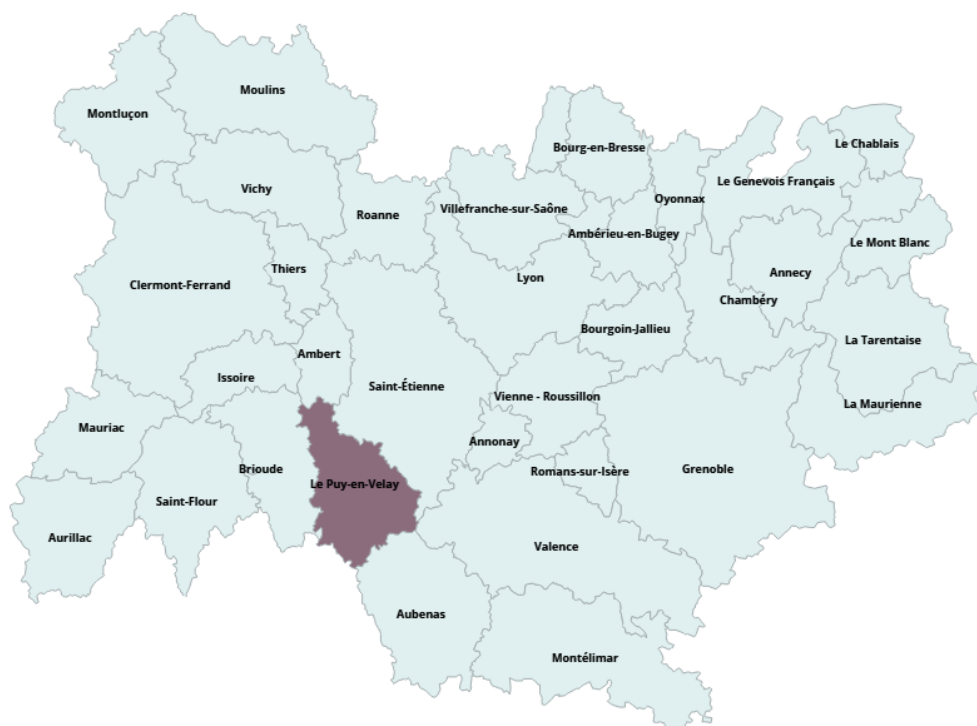 Moulins
Montluçon
Bourg-en-Bresse
Le Chablais
Le Genevois Français
Vichy
Oyonnax
Villefranche-sur-Saône
Roanne
Ambérieu-en-Bugey
Le Mont Blanc
Thiers
Annecy
Lyon
Clermont-Ferrand
Chambéry
Bourgoin-Jallieu
La Tarentaise
Ambert
Issoire
Saint-Étienne
Vienne - Roussillon
La Maurienne
Mauriac
Annonay
Brioude
Grenoble
Romans-sur-Isère
Le Puy-en-Velay
Saint-Flour
Aurillac
Valence
Aubenas
Montélimar